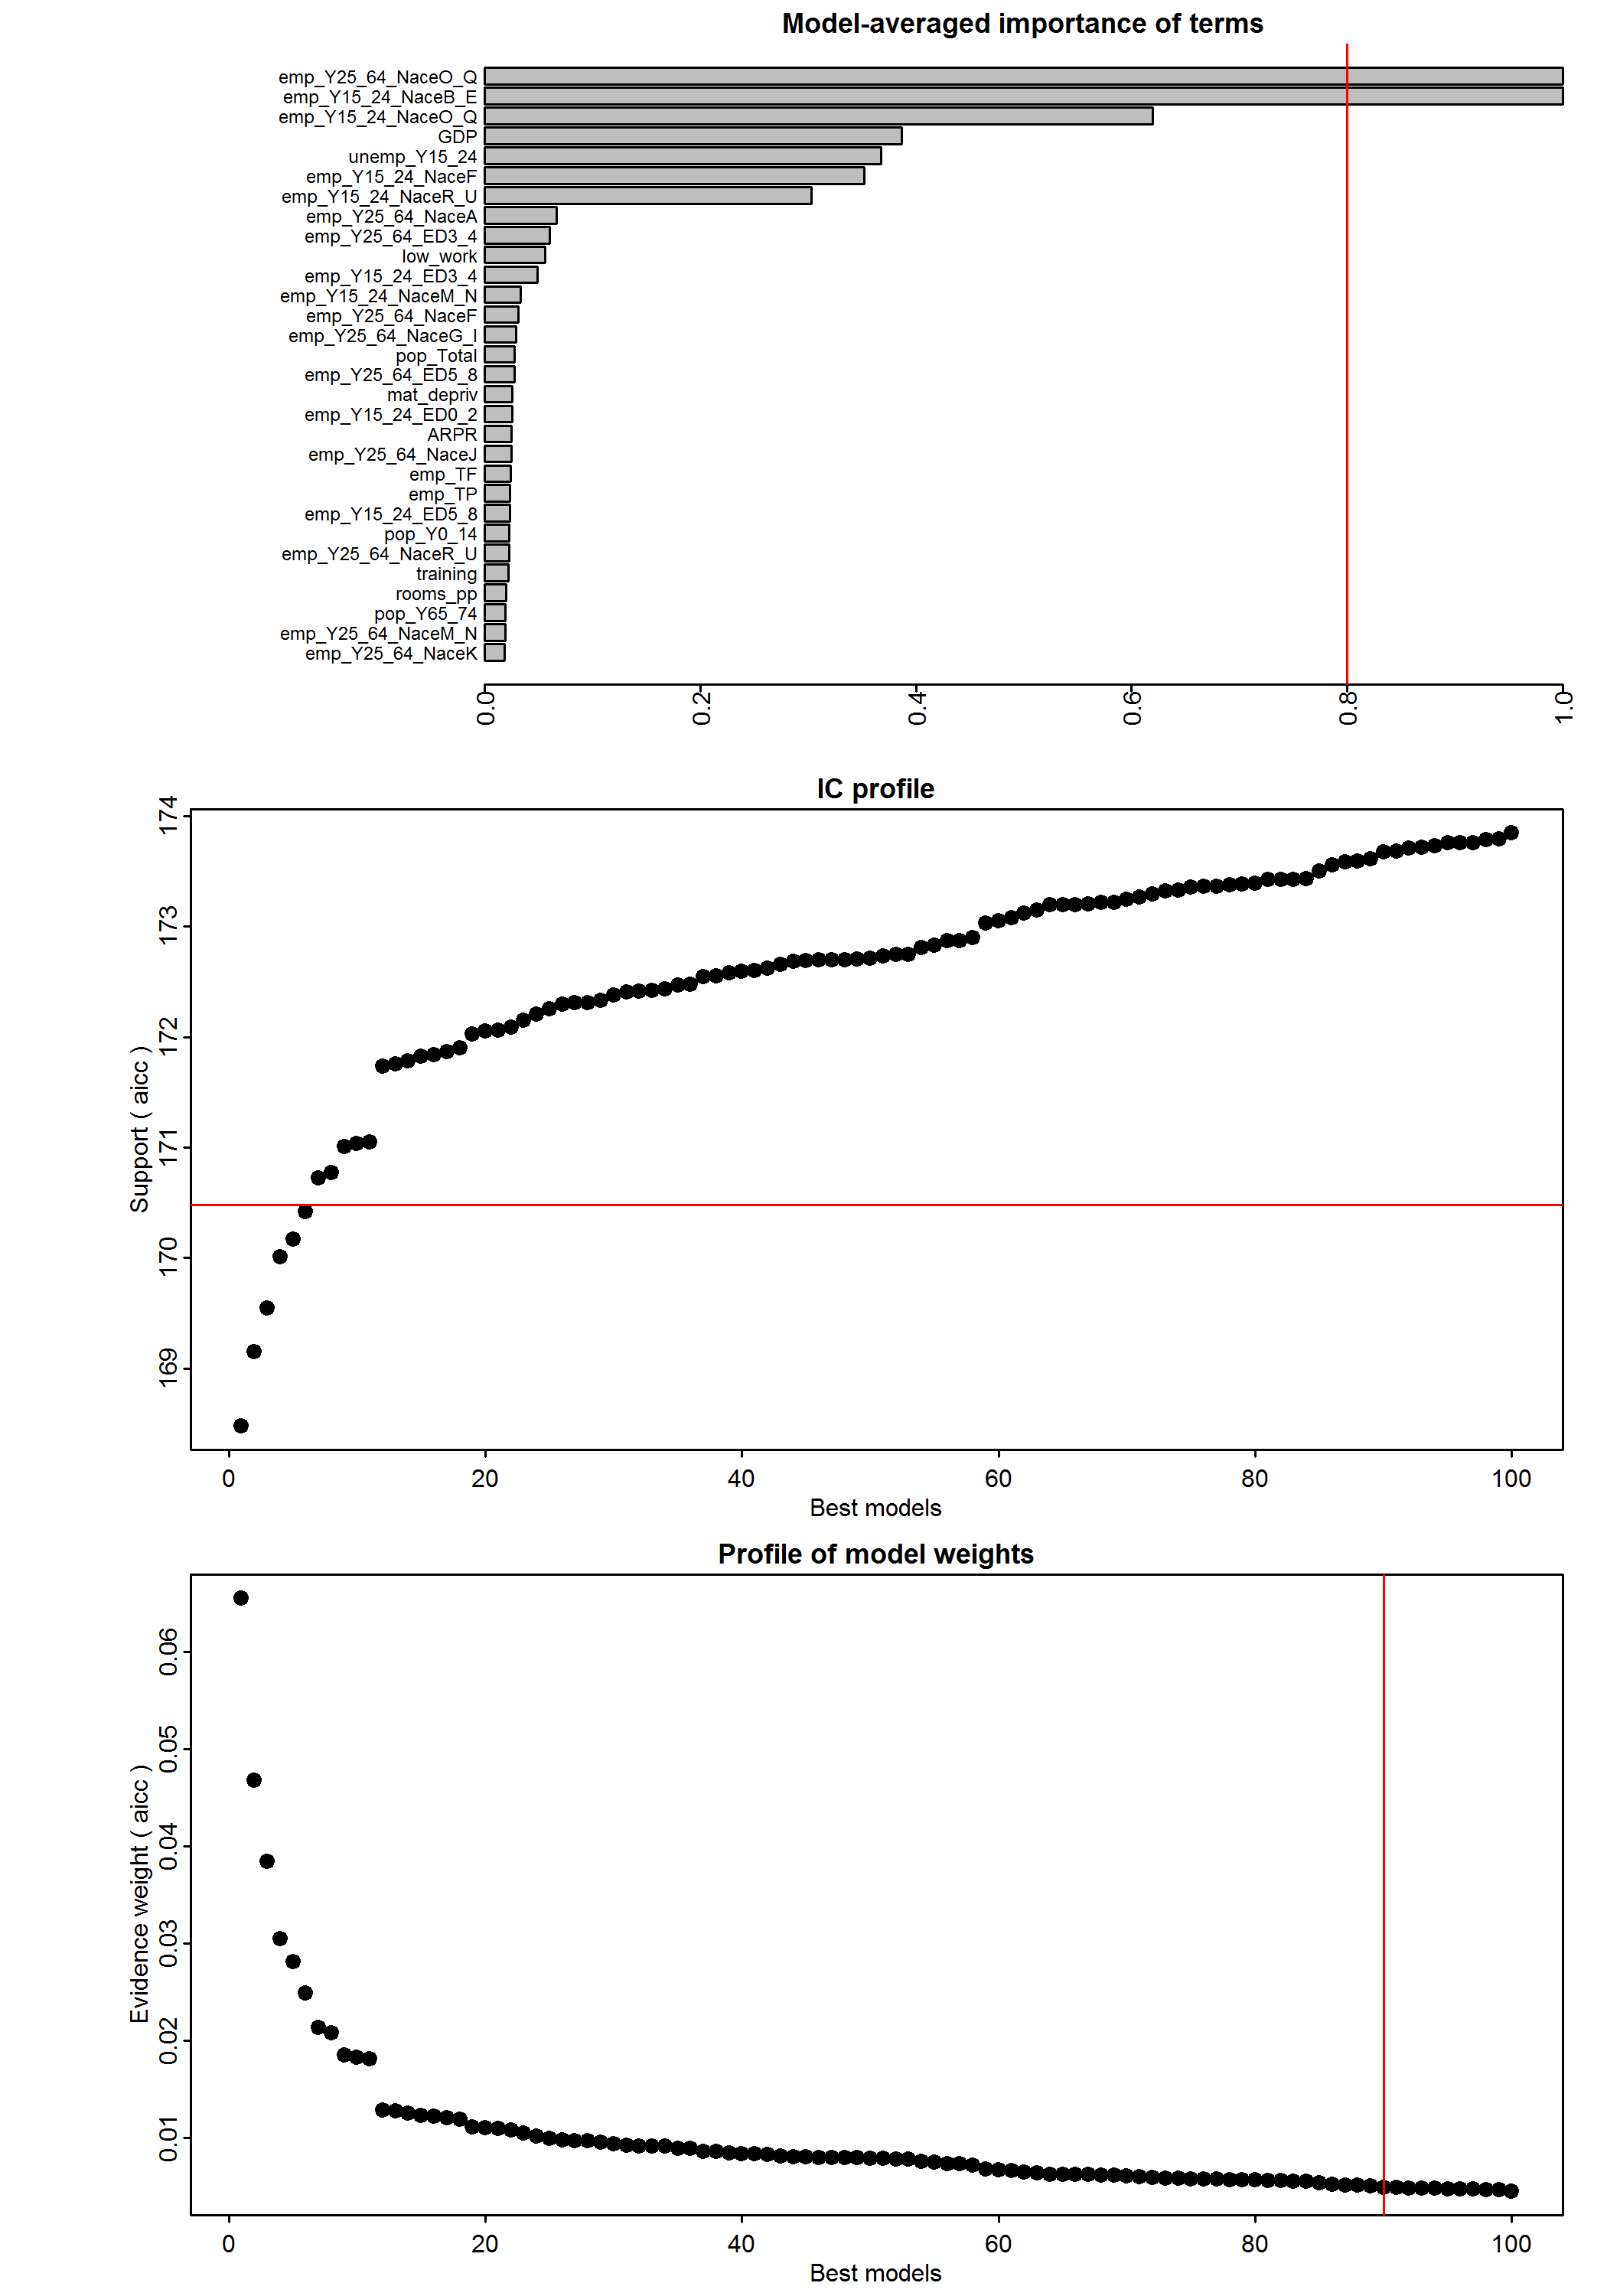 Model-averaged importance of terms
emp_Y25_64_NaceO_Q
emp_Y15_24_NaceB_E
emp_Y15_24_NaceO_Q
GDP
unemp_Y15_24
emp_Y15_24_NaceF
emp_Y15_24_NaceR_U
emp_Y25_64_NaceA
emp_Y25_64_ED3_4
low_work
emp_Y15_24_ED3_4
emp_Y15_24_NaceM_N
emp_Y25_64_NaceF
emp_Y25_64_NaceG_I
pop_Total
emp_Y25_64_ED5_8
mat_depriv
emp_Y15_24_ED0_2
ARPR
emp_Y25_64_NaceJ
emp_TF
emp_TP
emp_Y15_24_ED5_8
pop_Y0_14
emp_Y25_64_NaceR_U
training
rooms_pp
pop_Y65_74
emp_Y25_64_NaceM_N
emp_Y25_64_NaceK
0.0 0.2 0.4 0.6 0.8 1.0
IC profile
Support ( aicc )
174
173
172
171
170
169
0 20 40 60 80 100
Best models
Profile of model weights
Evidence weight ( aicc )
0.06
0.05
0.04
0.03
0.02
0.01
0 20 40 60 80 100
Best models